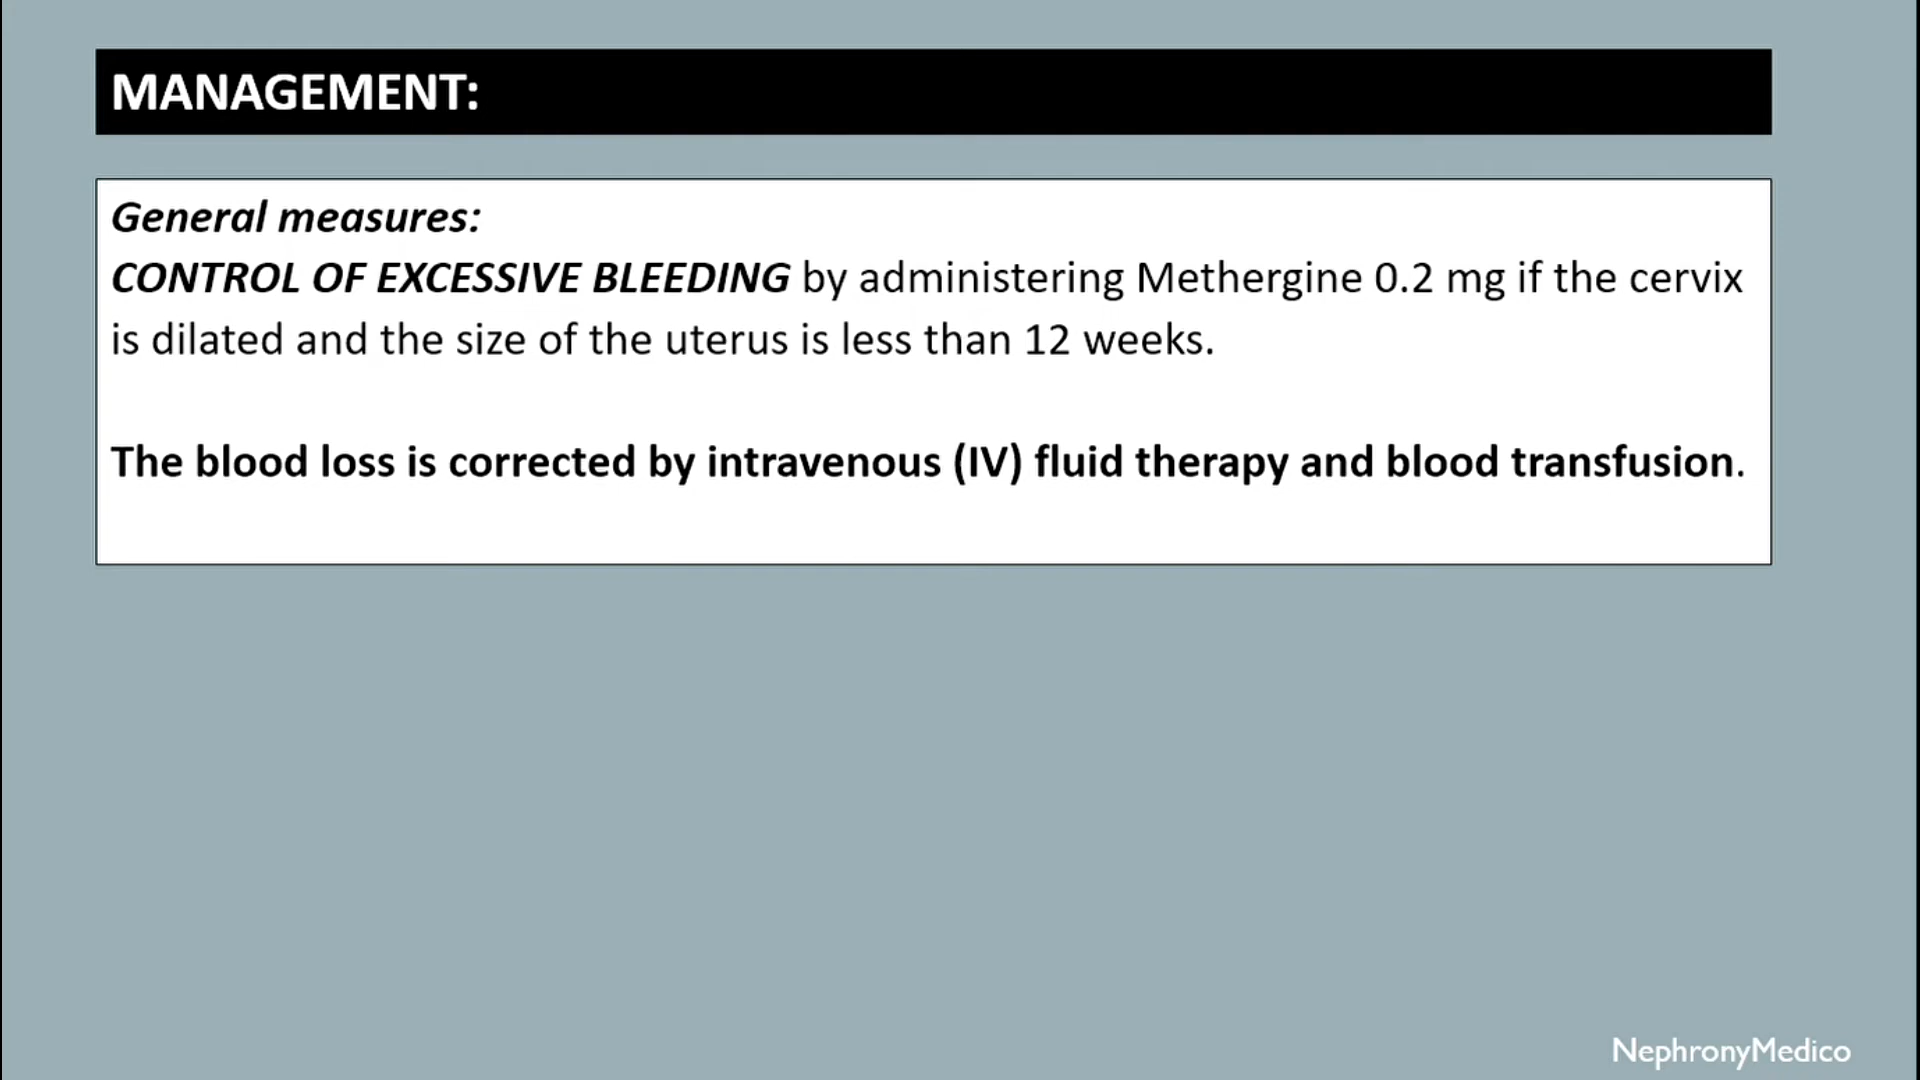 MANAGEMENT:
General measures:
CONTROL OF EXCESSIVE BLEEDING by administering Methergine 0.2 mg if the cervix
is dilated and the size of the uterus is less than 12 weeks.
The blood loss is corrected by intravenous (IV) fluid therapy and blood transfusion.
NephronyMedico